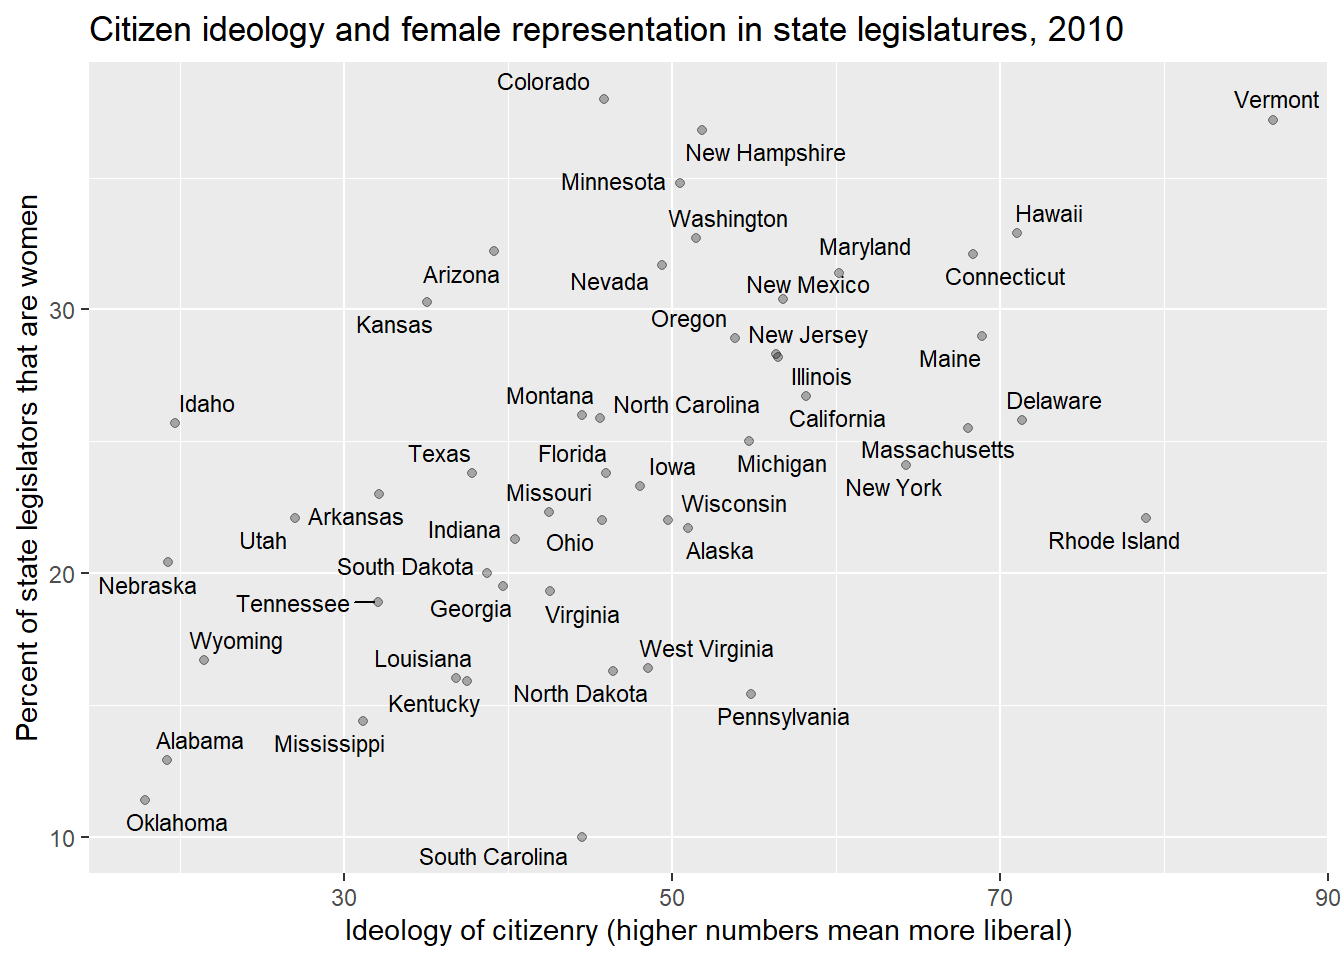 Citizen ideology and female representation in state legislatures, 2010
Colorado
Vermont
New Hampshire
Minnesota
Washington
Hawaii
Maryland
Arizona
Nevada
New Mexico
Connecticut
Kansas
Oregon
New Jersey
Maine
Illinois
Idaho
Montana
North Carolina
Delaware
California
Texas
Florida
Iowa
Michigan
Massachusetts
Missouri
New York
Arkansas
Wisconsin
Indiana
Utah
Ohio
Alaska
Rhode Island
South Dakota
Nebraska
Tennessee
Georgia
Virginia
Wyoming
Louisiana
West Virginia
Kentucky
North Dakota
Pennsylvania
Alabama
Mississippi
Oklahoma
South Carolina
30
20
10
Percent of state legislators that are women
30
50
70
90
Ideology of citizenry (higher numbers mean more liberal)